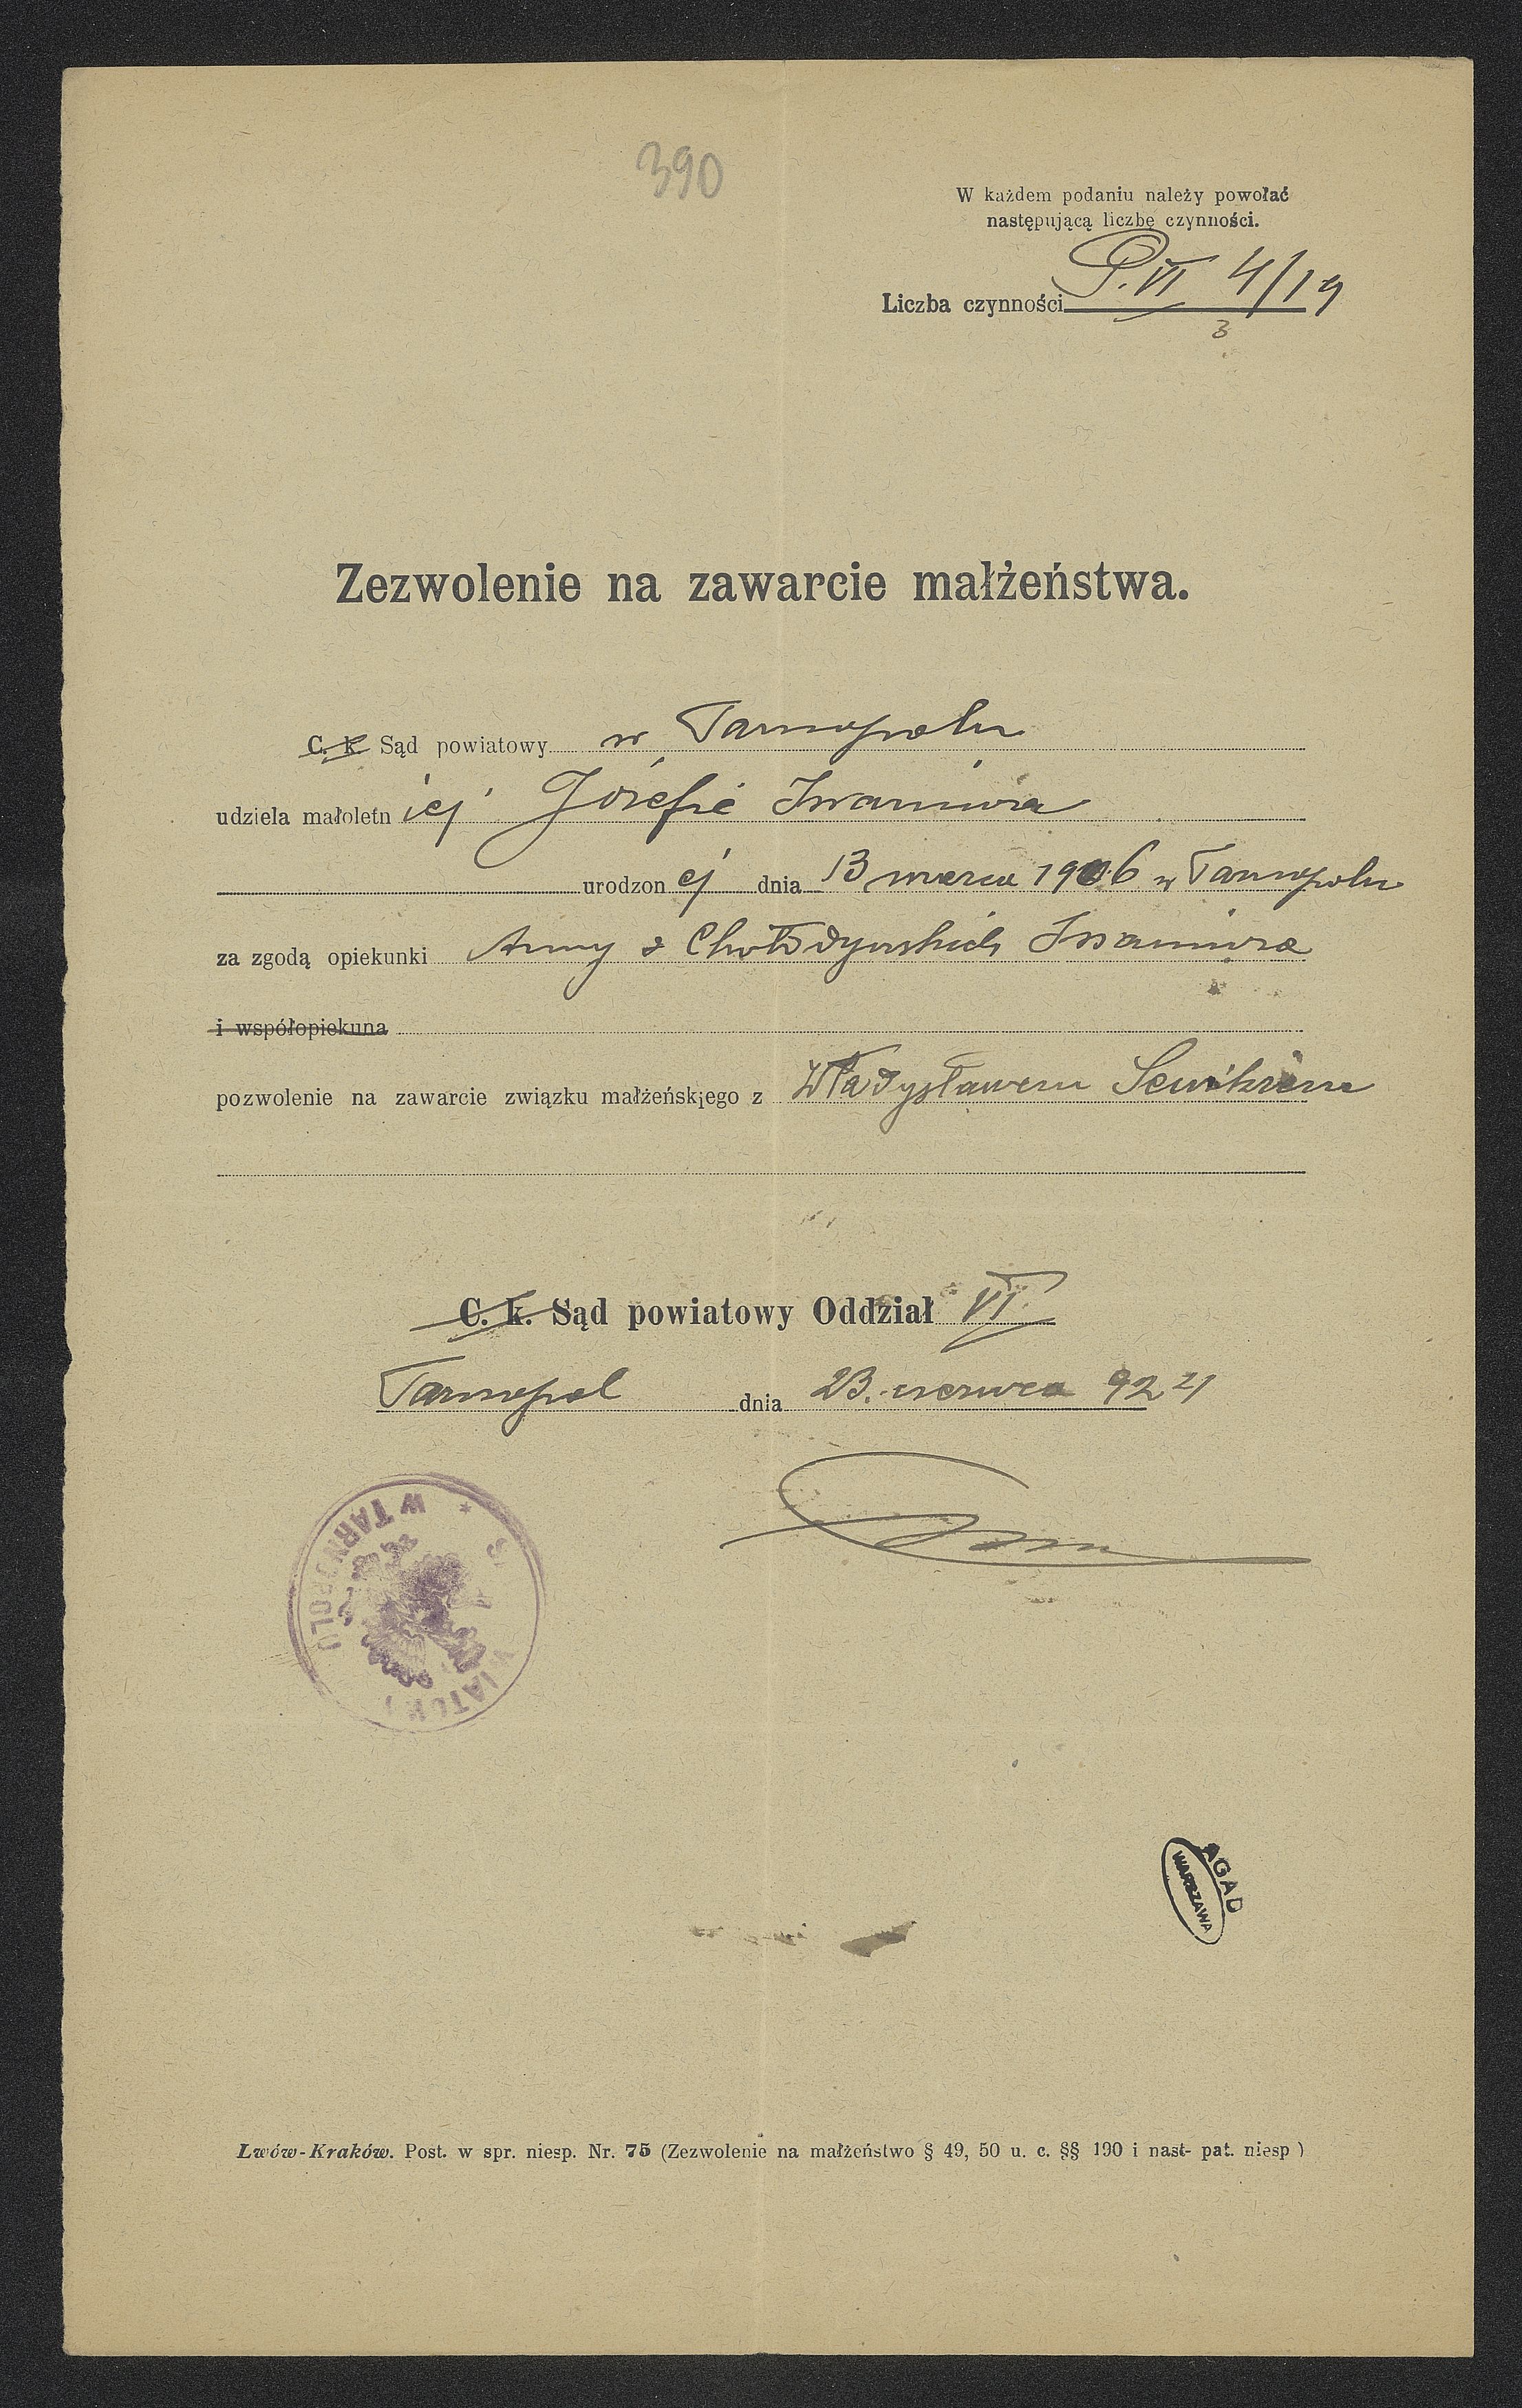 390
W każdem podaniu należy powołać
następującą liczbę czynności.
Liczba czynności P. VI 4/19
3
Zezwolenie na zawarcie małżeństwa.
C. k. Sąd powiatowy w Tarnopolu
udziela małoletniej Józefie Iwaniura
urodzonej dnia 13 marca 1906 w Tarnopolu
za zgodą opiekunki Anny z Chołodyńskich Iwaniura
i współopiekuna
pozwolenie na zawarcie związku małżeńskiego z Władysławem
C. k. Sąd powiatowy Oddział VI.
Tarnopol dnia 23. czerwca 924
W TARNOPOLU
AGAD
WARSZAWA
Lwów-Kraków. Post. w spr. niesp. Nr. 75 (Zezwolenie na małżeństwo § 49, 50 u. c. §§ 190 i nast- pat. niesp )